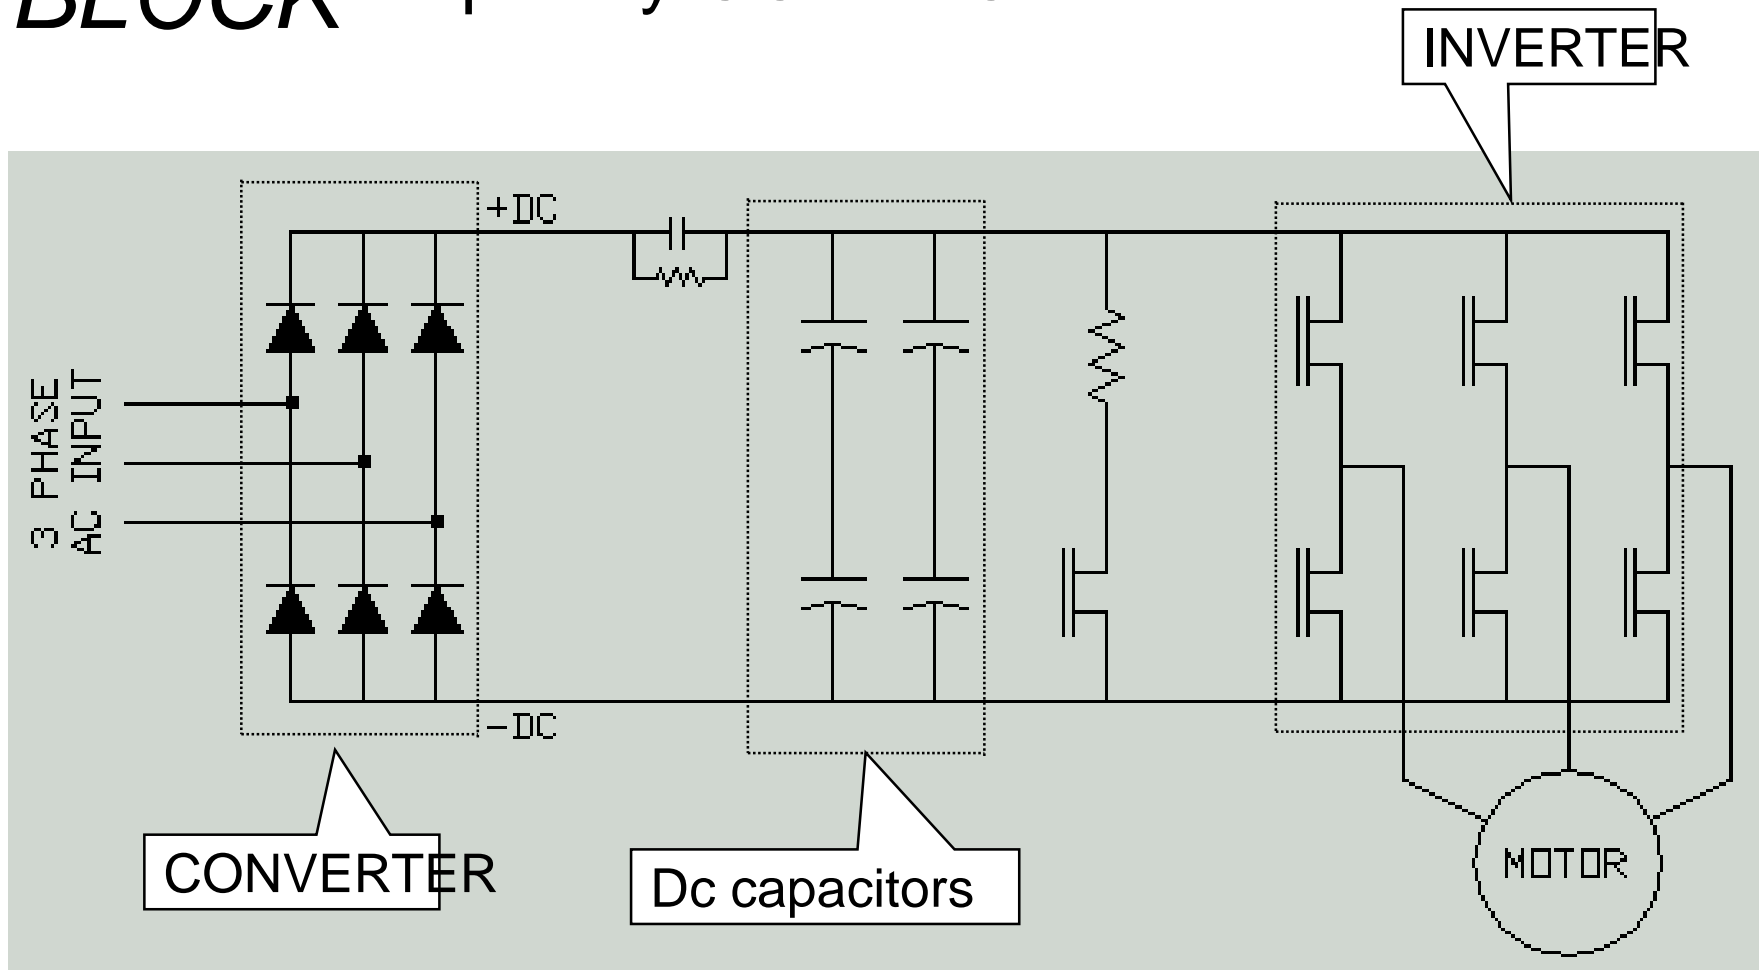 BLOCK
INVERTER
+DC
3 PHASE
AC INPUT
-DC
CONVERTER
Dc capacitors
MOTOR